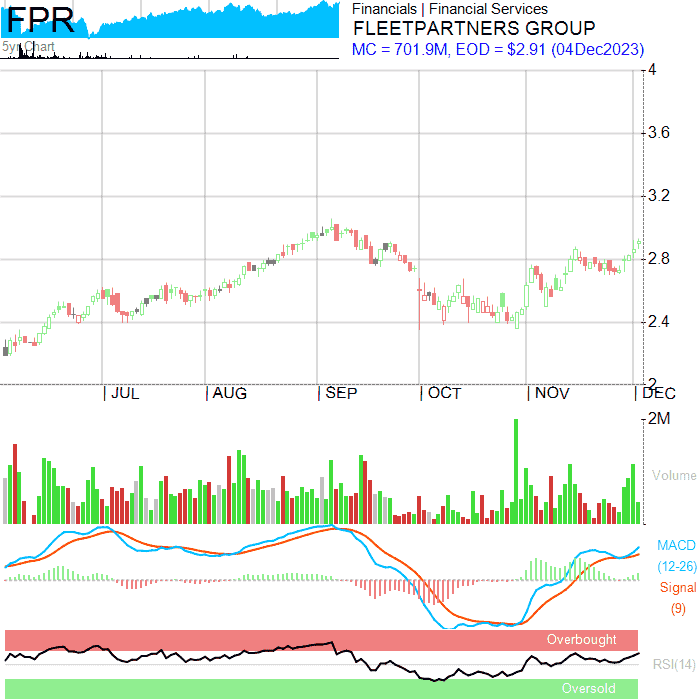 FPR
5yr Chart
Financials | Financial Services
FLEETPARTNERS GROUP
MC = 701.9M, EOD = $2.91 (04Dec2023)
4
3.6
3.2
2.8
2.4
2
JUL AUG SEP OCT NOV DEC
2M
Volume
MACD
(12-26)
Signal
(9)
Overbought
RSI(14)
Oversold